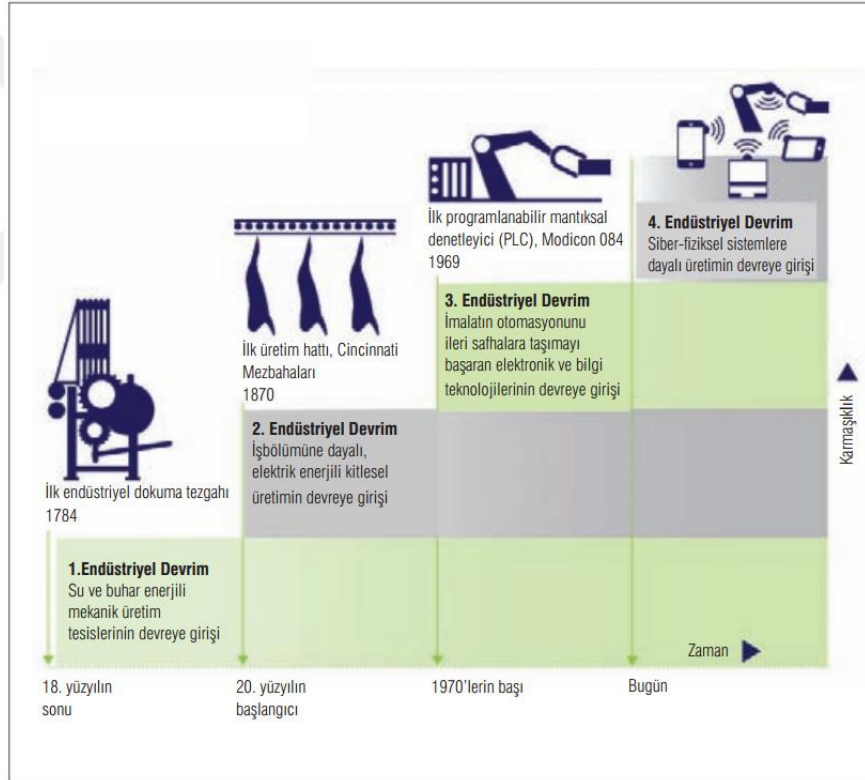 İlk endüstriyel dokuma tezgahı
1784
1.Endüstriyel Devrim
Su ve buhar enerjili
mekanik üretim
tesislerinin devreye girişi
İlk üretim hattı, Cincinnati
Mezbahaları
1870
2. Endüstriyel Devrim
İşbölümüne dayalı,
elektrik enerjili kitlesel
üretimin devreye girişi
İlk programlanabilir mantıksal
denetleyici (PLC), Modicon 084
1969
3. Endüstriyel Devrim
İmalatın otomasyonunu
ileri safhalara taşımayı
başaran elektronik ve bilgi
teknolojilerinin devreye girişi
4. Endüstriyel Devrim
Siber-fiziksel sistemlere
dayalı üretimin devreye girişi
Karmaşıklık
Zaman
18. yüzyılın
sonu
20. yüzyılın
başlangıcı
1970’lerin başı
Bugün